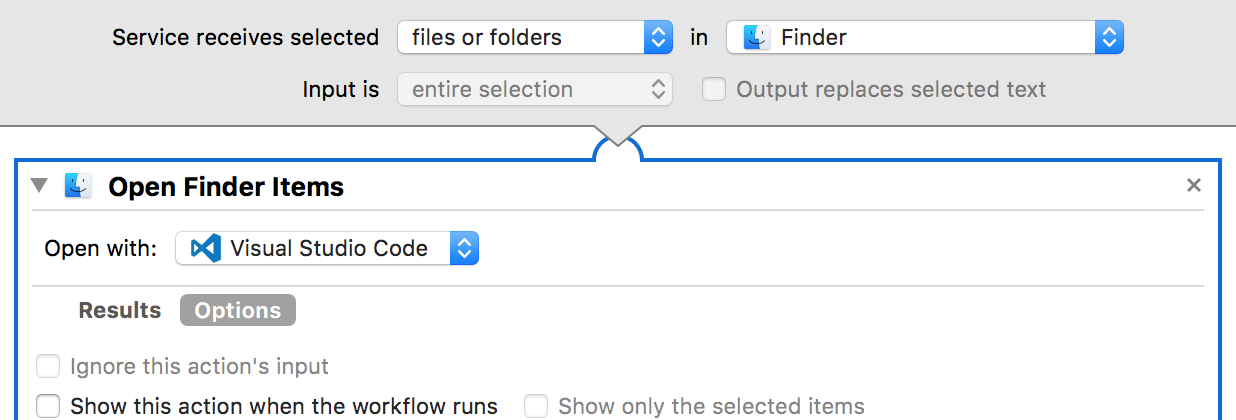 Service receives selected files or folders in Finder
Input is entire selection Output replaces selected text
Open Finder Items
Open with: Visual Studio Code
Results Options
Ignore this action's input
Show this action when the workflow runs Show only the selected items